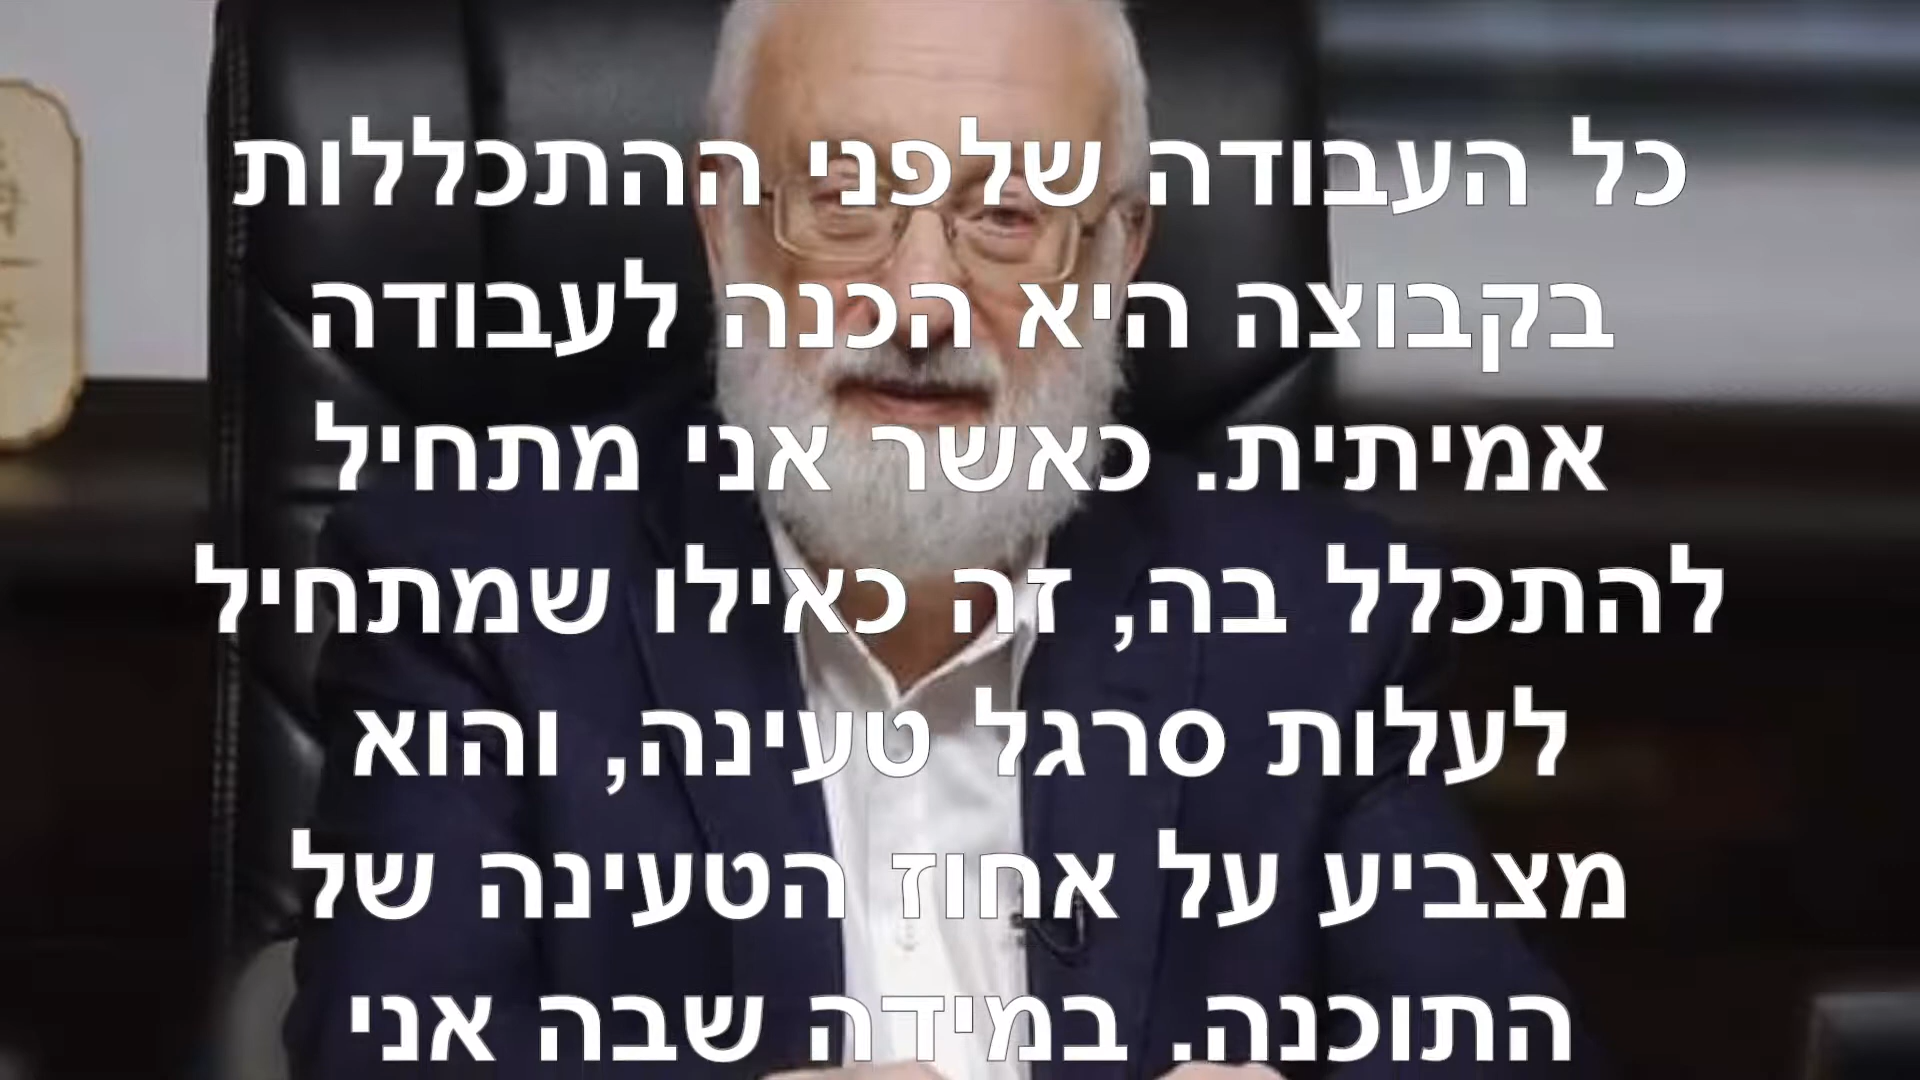 כל העבודה שלפני ההתכללות
בקבוצה היא הכנה לעבודה
אמיתית. כאשר אני מתחיל
להתכלל בה, זה כאילו שמתחיל
לעלות סרגל טעינה, והוא
מצביע על אחוז הטעינה של
התוכנה. במידה שבה אני